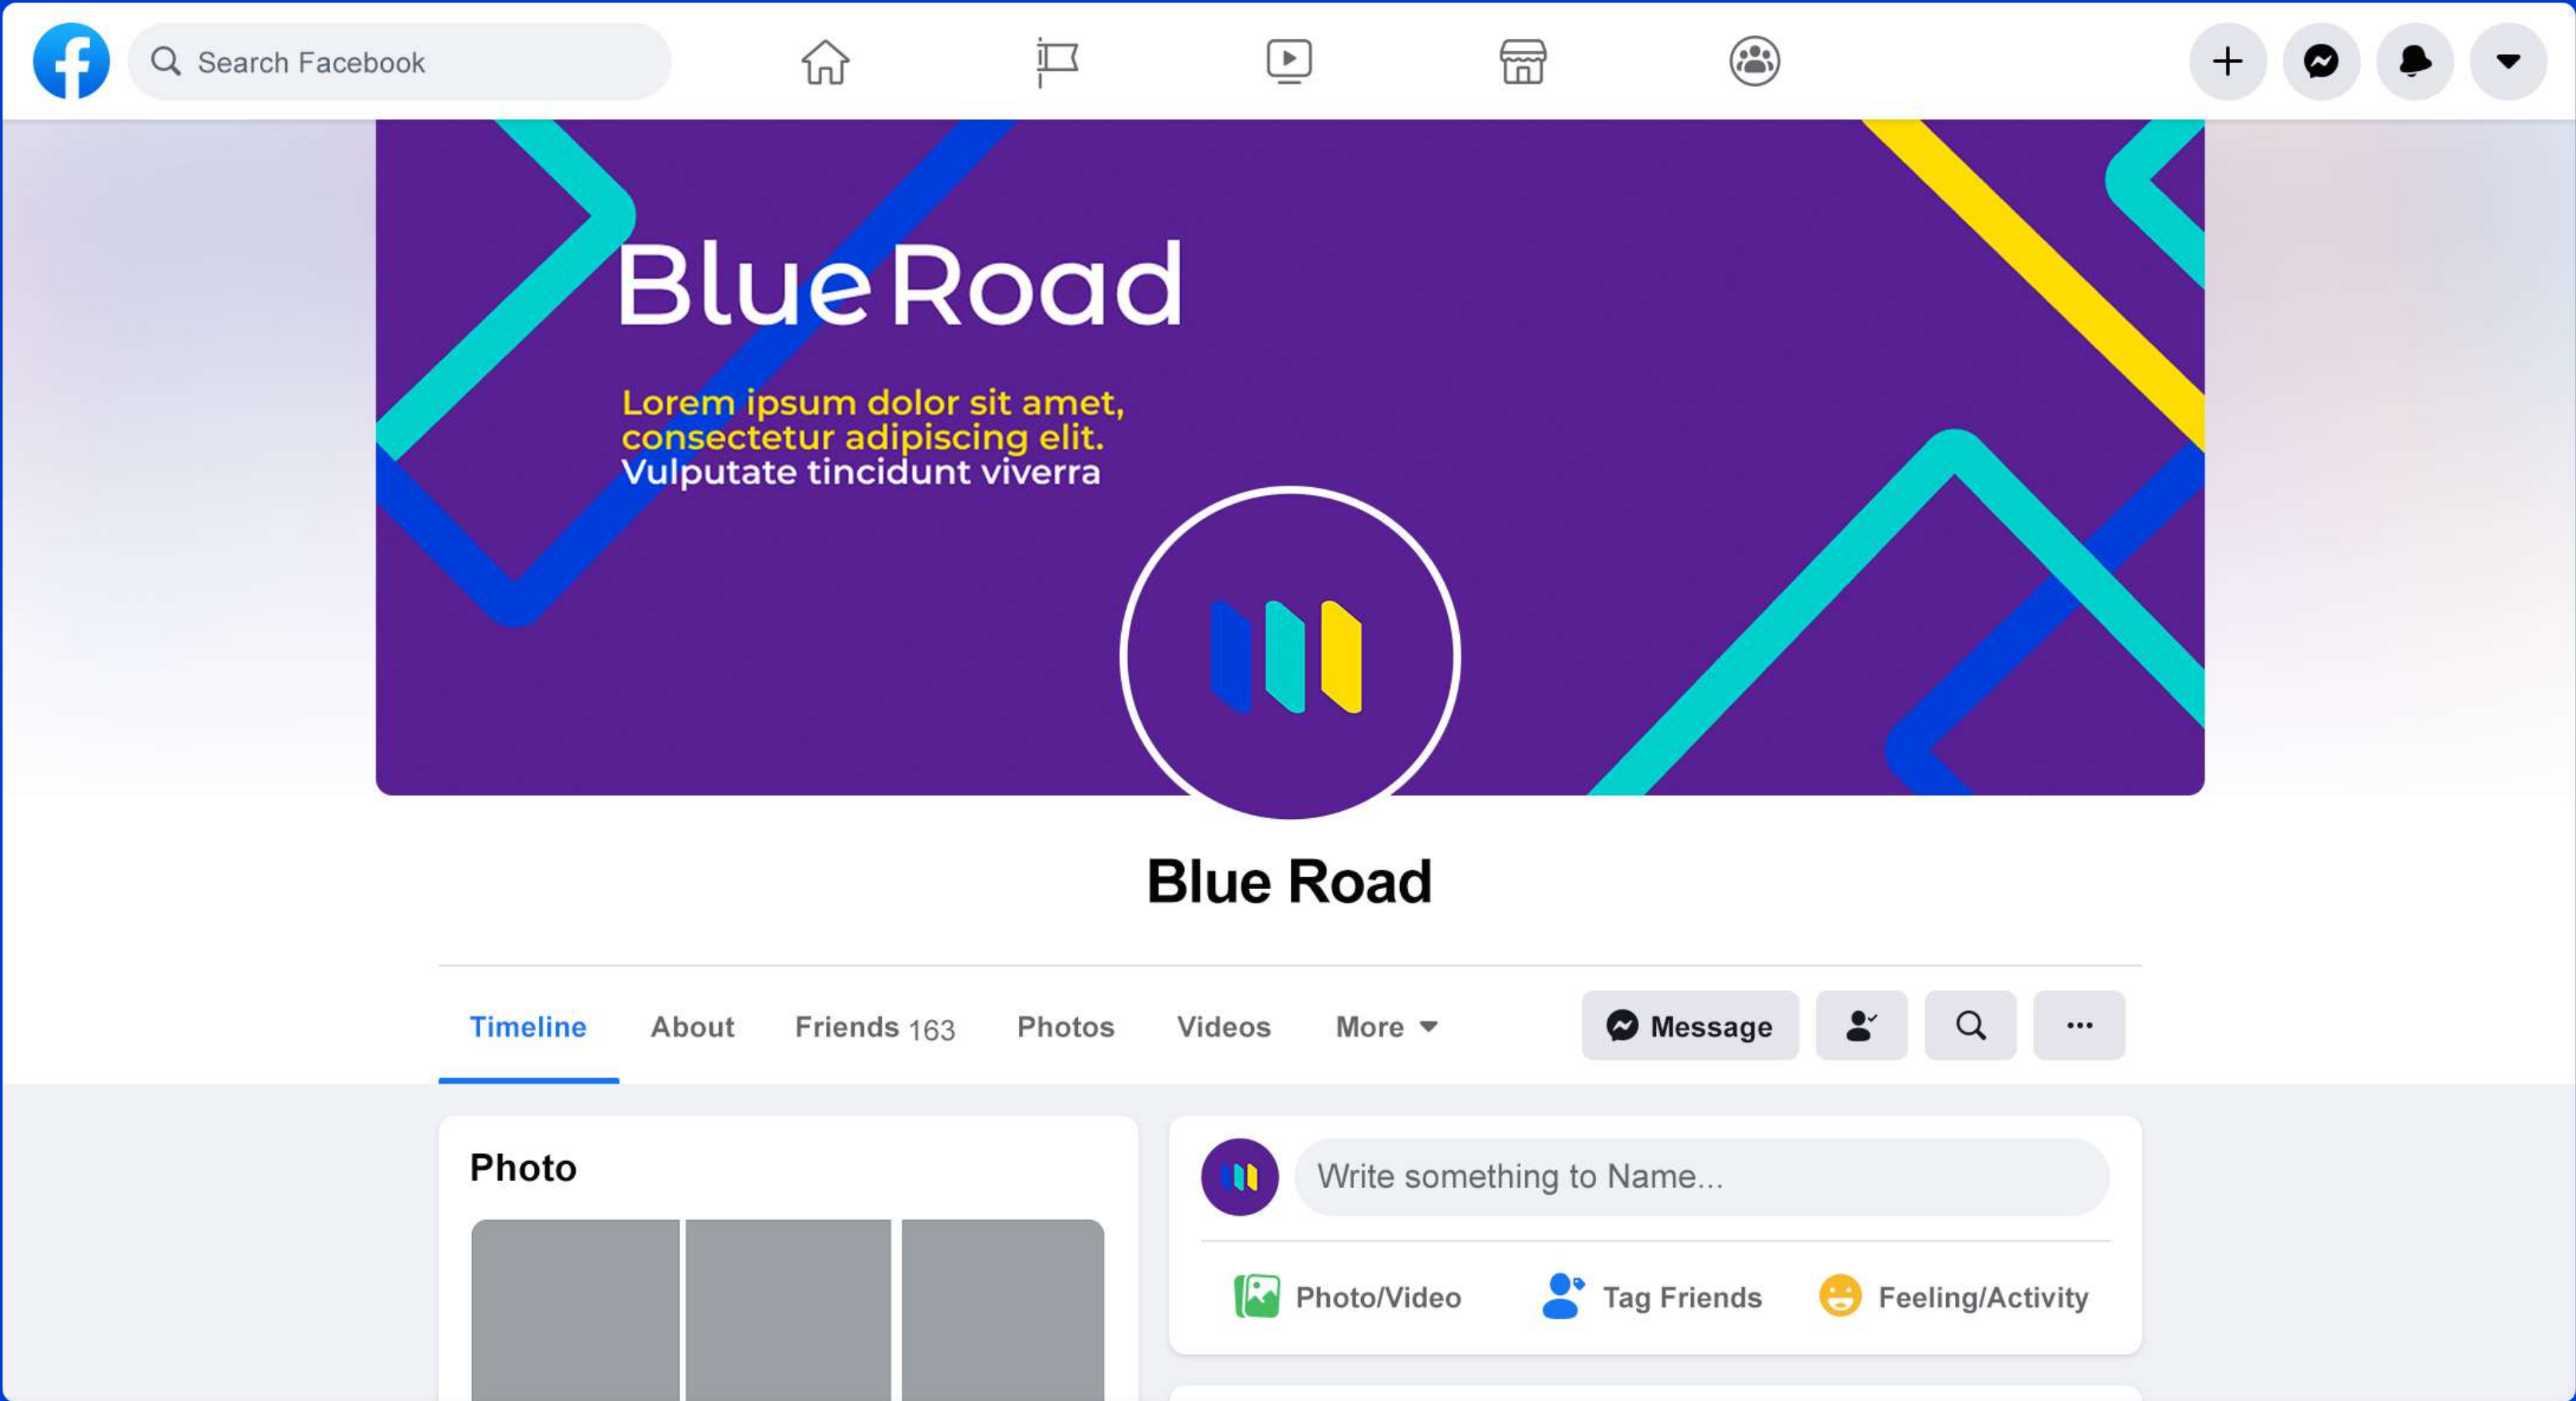 Search Facebook
Blue Road
Lorem ipsum dolor sit amet,
consectetur adipiscing elit.
Vulputate tincidunt viverra
Blue Road
Timeline About Friends 163 Photos Videos More Message
Photo
Write something to Name...
Photo/Video Tag Friends Feeling/Activity